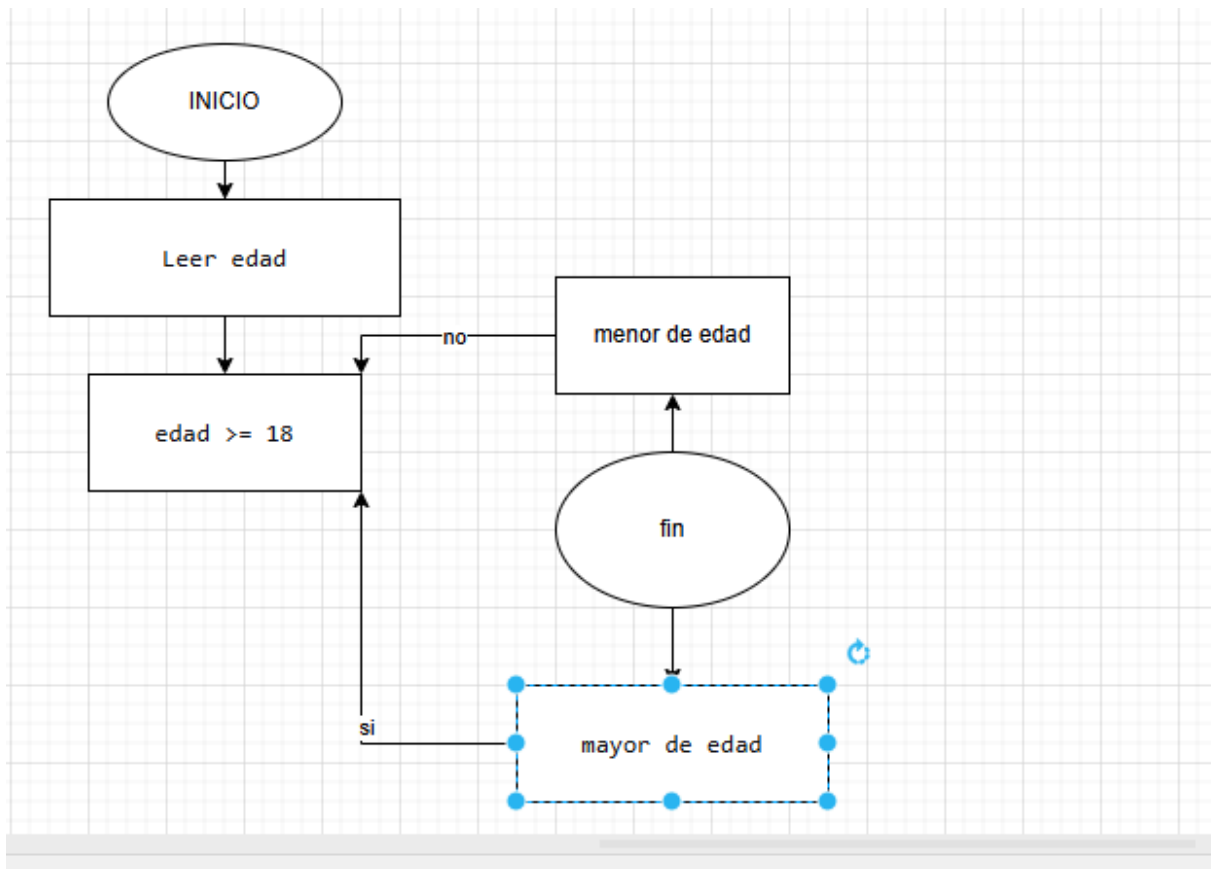 INICIO
Leer edad
no
menor de edad
edad >= 18
fin
si
mayor de edad